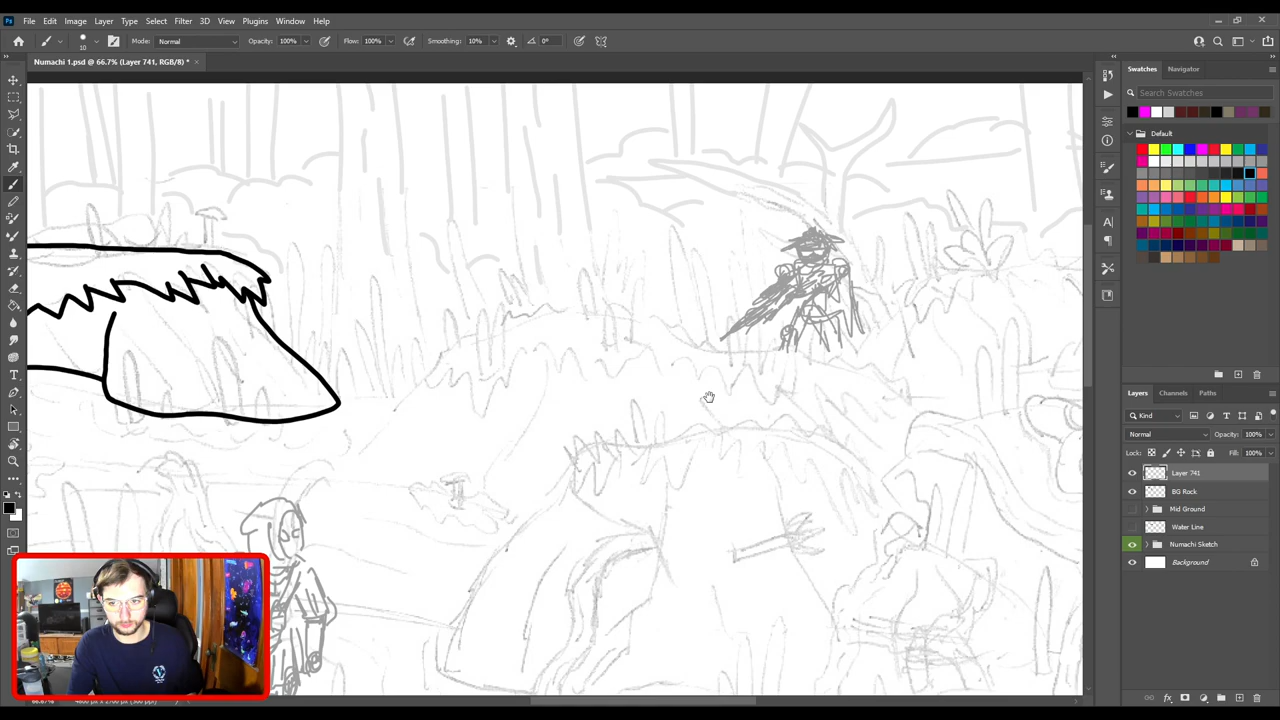 Ps File Edit Image Layer Type Select Filter 3D View Plugins Window Help
10 Mode: Normal Opacity: 100% Flow: 100% Smoothing: 10% 0°
Numachi 1.psd @ 66.7% (Layer 741, RGB/8) *
Swatches Navigator
Search Swatches
Default
Layers Channels Paths
Kind
Normal Opacity: 100%
Lock: Fill: 100%
Layer 741
BG Rock
Mid Ground
Water Line
Numachi Sketch
Background